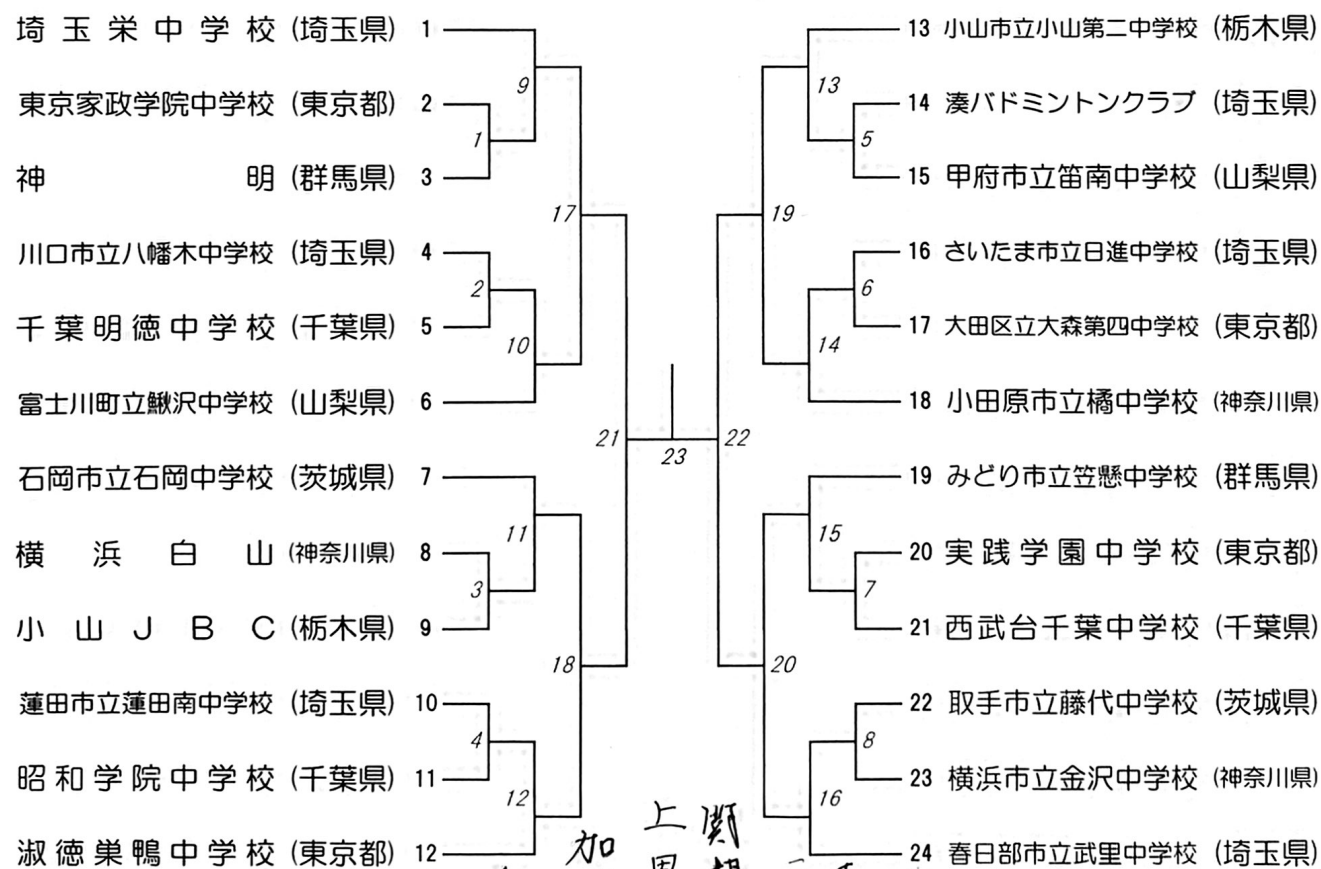 埼玉栄中学校 (埼玉県) 1
東京家政学院中学校 (東京都) 2
神明 (群馬県) 3
川口市立八幡木中学校 (埼玉県) 4
千葉明徳中学校 (千葉県) 5
富士川町立鰍沢中学校 (山梨県) 6
石岡市立石岡中学校 (茨城県) 7
横浜白山 (神奈川県) 8
小山JBC (栃木県) 9
蓮田市立蓮田南中学校 (埼玉県) 10
昭和学院中学校 (千葉県) 11
淑徳巣鴨中学校 (東京都) 12
9
1
17
2
10
21
11
3
18
4
12
23
13
5
19
6
14
22
15
7
20
8
16
13 小山市立小山第二中学校 (栃木県)
14 湊バドミントンクラブ (埼玉県)
15 甲府市立笛南中学校 (山梨県)
16 さいたま市立日進中学校 (埼玉県)
17 大田区立大森第四中学校 (東京都)
18 小田原市立橘中学校 (神奈川県)
19 みどり市立笠懸中学校 (群馬県)
20 実践学園中学校 (東京都)
21 西武台千葉中学校 (千葉県)
22 取手市立藤代中学校 (茨城県)
23 横浜市立金沢中学校 (神奈川県)
24 春日部市立武里中学校 (埼玉県)
加 上